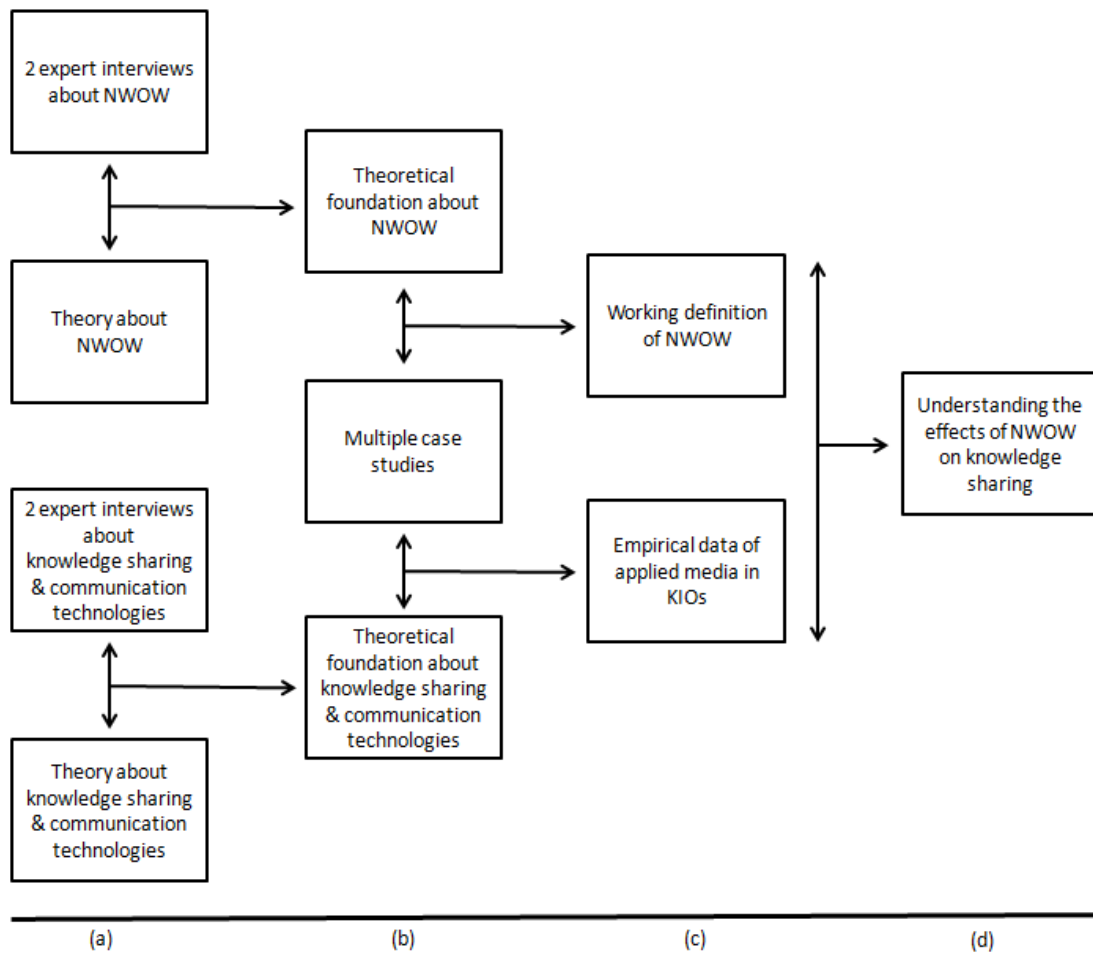 2 expert interviews
about NWOW
Theory about
NWOW
2 expert interviews
about
knowledge sharing
& communication
technologies
Theory about
knowledge sharing
& communication
technologies
Theoretical
foundation about
NWOW
Multiple case
studies
Theoretical
foundation about
knowledge sharing
& communication
technologies
Working definition
of NWOW
Empirical data of
applied media in
KIOs
Understanding the
effects of NWOW
on knowledge
sharing
(a)
(b)
(c)
(d)